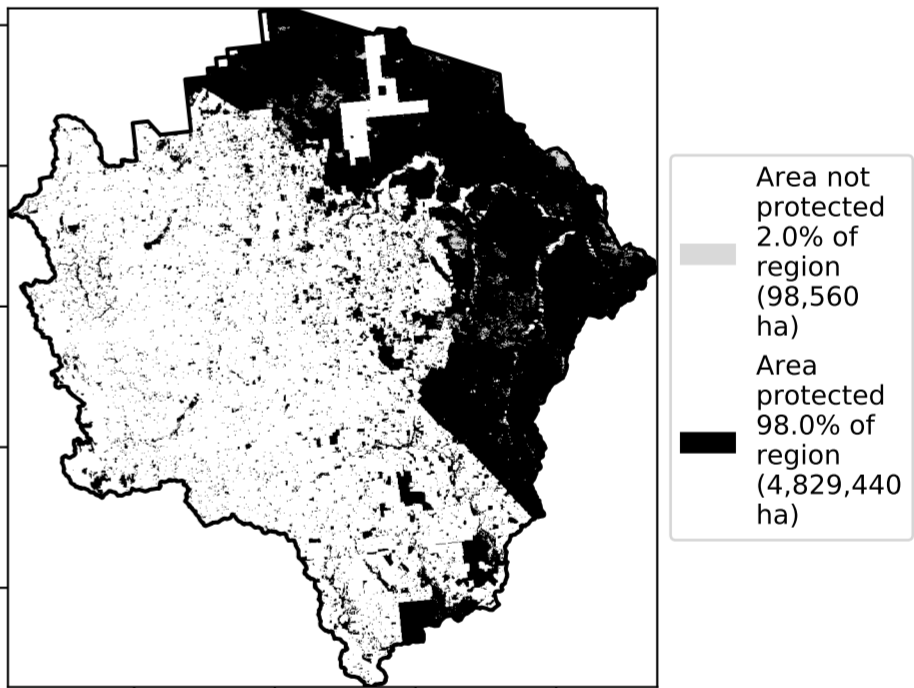 Area not
protected
2.0% of
region
(98,560
ha)
Area
protected
98.0% of
region
(4,829,440
ha)